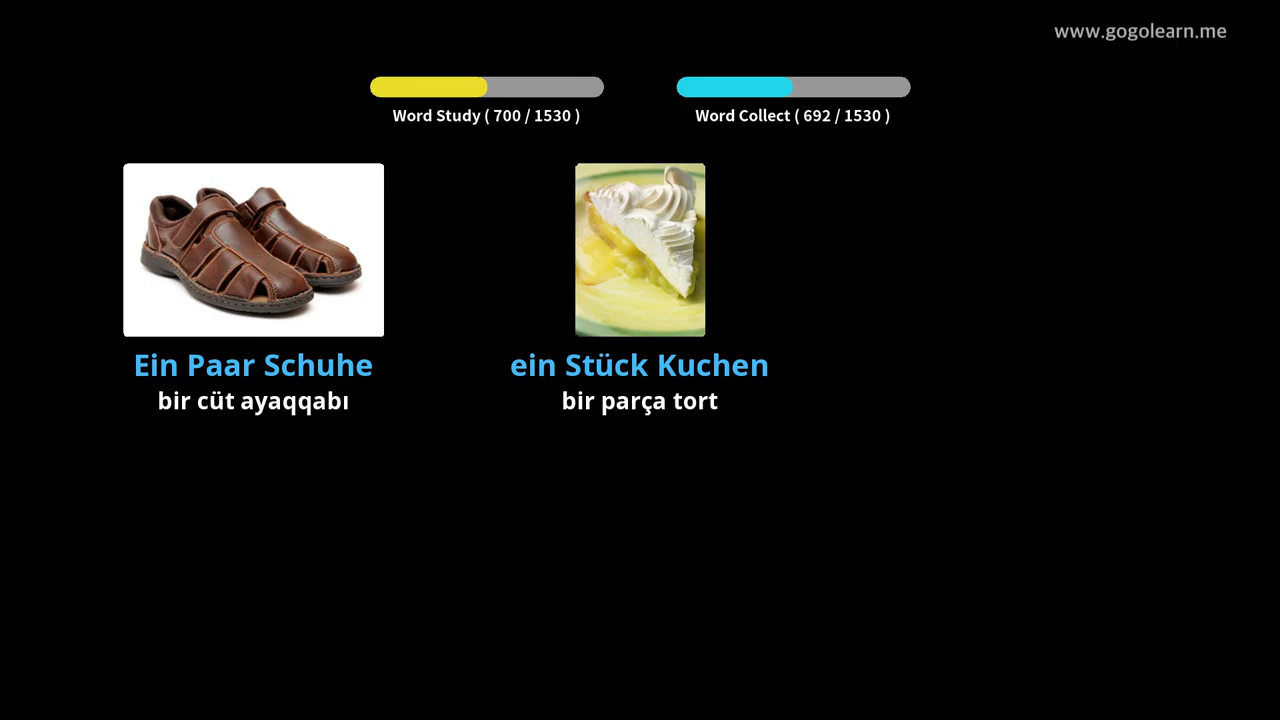 www.gogolearn.me
Word Study ( 700 / 1530 )
Word Collect ( 692 / 1530 )
Ein Paar Schuhe
bir cüt ayaqqabı
ein Stück Kuchen
bir parça tort